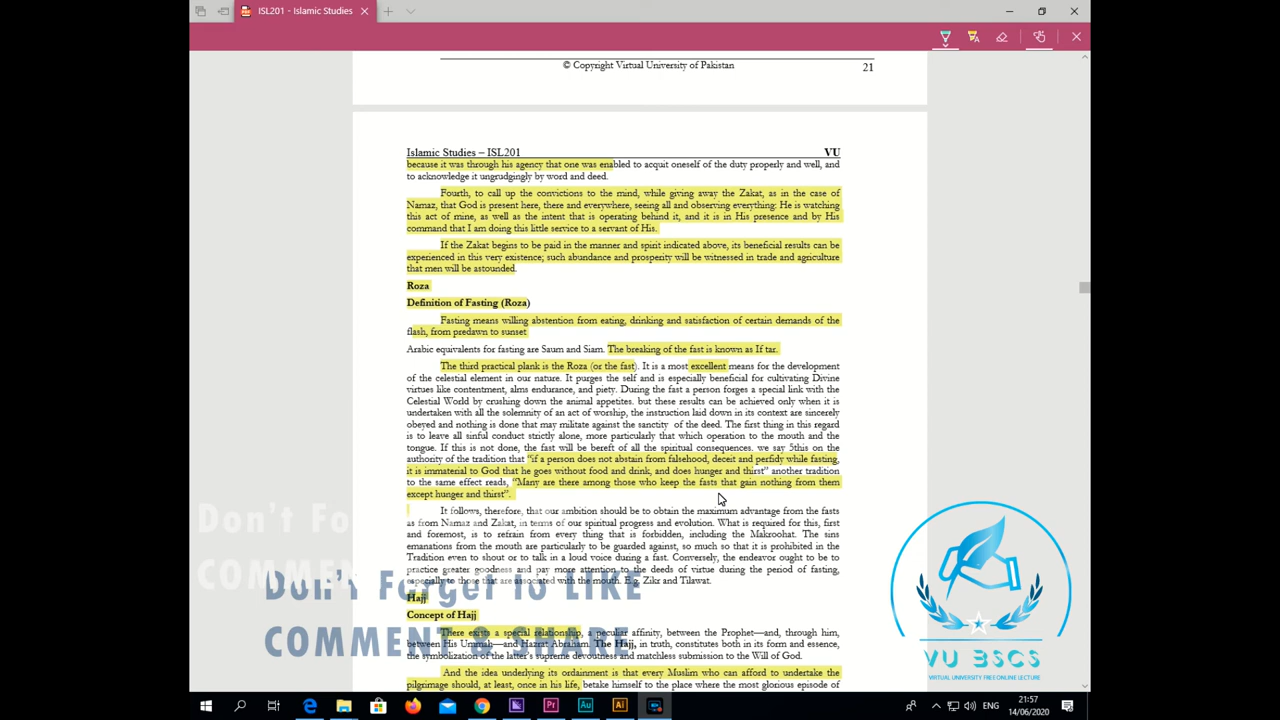 ISL201 - Islamic Studies
© Copyright Virtual University of Pakistan 21
Islamic Studies – ISL201 VU
because it was through his agency that one was enabled to acquit oneself of the duty properly and well, and
to acknowledge it ungrudgingly by word and deed.
Fourth, to call up the convictions to the mind, while giving away the Zakat, as in the case of
Namaz, that God is present here, there and everywhere, seeing all and observing everything: He is watching
this act of mine, as well as the intent that is operating behind it, and it is in His presence and by His
command that I am doing this little service to a servant of His.
If the Zakat begins to be paid in the manner and spirit indicated above, its beneficial results can be
experienced in this very existence; such abundance and prosperity will be witnessed in trade and agriculture
that men will be astounded.
Roza
Definition of Fasting (Roza)
Fasting means willing abstention from eating, drinking and satisfaction of certain demands of the
flash, from predawn to sunset
Arabic equivalents for fasting are Saum and Siam. The breaking of the fast is known as If tar.
The third practical plank is the Roza (or the fast). It is a most excellent means for the development
of the celestial element in our nature. It purges the self and is especially beneficial for cultivating Divine
virtues like contentment, alms endurance, and piety. During the fast a person forges a special link with the
Celestial World by crushing down the animal appetites. but these results can be achieved only when it is
undertaken with all the solemnity of an act of worship, the instruction laid down in its context are sincerely
obeyed and nothing is done that may militate against the sanctity of the deed. The first thing in this regard
is to leave all sinful conduct strictly alone, more particularly that which operation to the mouth and the
tongue. If this is not done, the fast will be bereft of all the spiritual consequences. we say 5this on the
authority of the tradition that “if a person does not abstain from falsehood, deceit and perfidy while fasting,
it is immaterial to God that he goes without food and drink, and does hunger and thirst” another tradition
to the same effect reads, “Many are there among those who keep the fasts that gain nothing from them
except hunger and thirst”.
It follows, therefore, that our ambition should be to obtain the maximum advantage from the fasts
as from Namaz and Zakat, in terms of our spiritual progress and evolution. What is required for this, first
and foremost, is to refrain from every thing that is forbidden, including the Makroohat. The sins
emanations from the mouth are particularly to be guarded against, so much so that it is prohibited in the
Tradition even to shout or to talk in a loud voice during a fast. Conversely, the endeavor ought to be to
practice greater goodness and pay more attention to the deeds of virtue during the period of fasting,
especially to those that are associated with the mouth. E.g. Zikr and Tilawat.
Hajj
Concept of Hajj
There exists a special relationship, a peculiar affinity, between the Prophet—and, through him,
between His Ummah—and Hazrat Abraham. The Hajj, in truth, constitutes both in its form and essence,
the symbolization of the latter's supreme devoutness and matchless submission to the Will of God.
And the idea underlying its ordainment is that every Muslim who can afford to undertake the
pilgrimage should, at least, once in his life, betake himself to the place where the most glorious episode of
Don't Fo
COMM
Don't Forget To LIKE
COMMENT & SHARE
VU BSCS
VIRTUAL UNIVERSITY FREE ONLINE LECTURE
ENG
21:57
14/06/2020